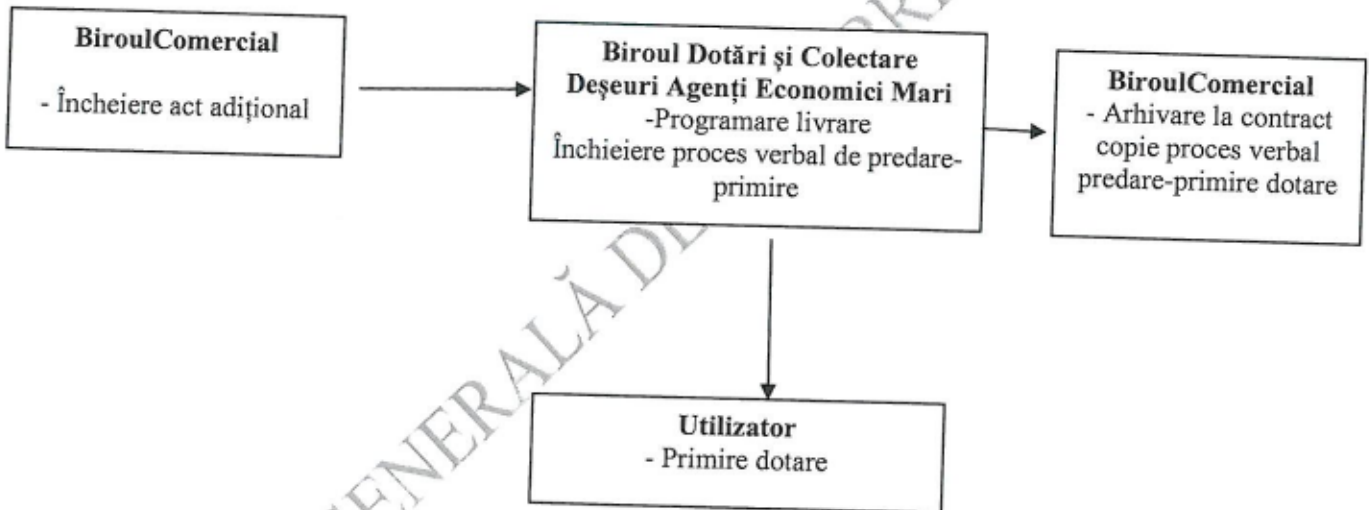 BiroulComercial
- Încheiere act adițional
Biroul Dotări și Colectare
Deșeuri Agenți Economici Mari
-Programare livrare
Închieiere proces verbal de predare-
primire
BiroulComercial
- Arhivare la contract
copie proces verbal
predare-primire dotare
Utilizator
- Primire dotare